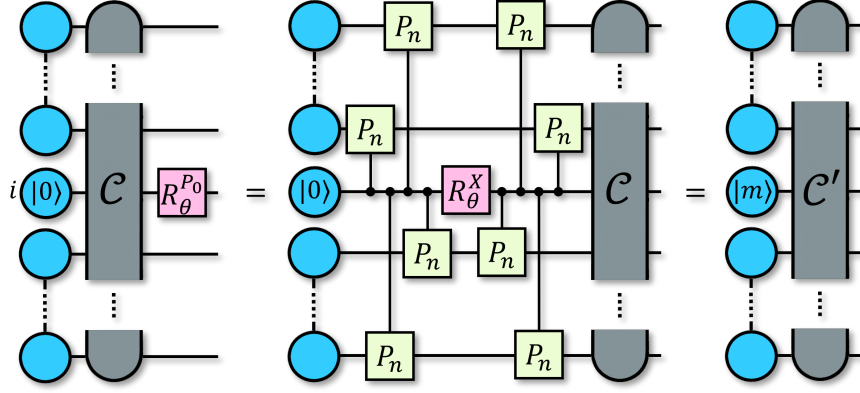 P_n P_n
P_n P_n
i |0⟩ C R_θ^{P_0} = |0⟩ R_θ^X C = |m⟩ C′
P_n P_n
P_n P_n